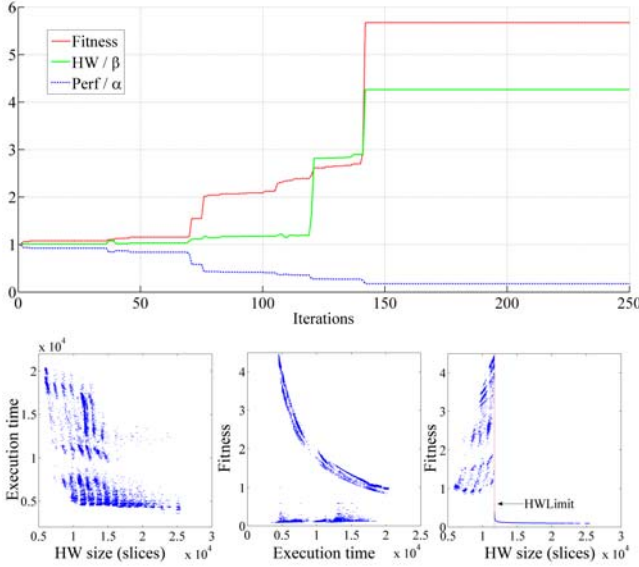 6
5
4
3
2
1
0
Fitness
HW / β
Perf / α
0 50 100 150 200 250
Iterations
x 10^4
2
1.5
1
0.5
Execution time
0.5 1 1.5 2 2.5 3
HW size (slices)
x 10^4
4
3
2
1
0
Fitness
0 0.5 1.0 1.5 2.0 2.5
Execution time
x 10^4
4
3
2
1
0
Fitness
HWLimit
0.5 1 1.5 2 2.5 3
HW size (slices)
x 10^4